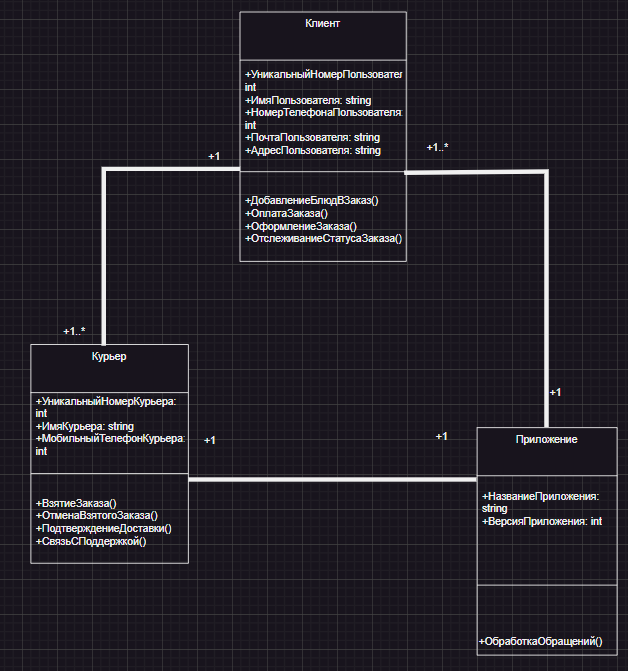 Клиент
+УникальныйНомерПользовател
int
+ИмяПользователя: string
+НомерТелефонаПользователя:
int
+ПочтаПользователя: string
+АдресПользователя: string
+1
+1..*
+ДобавлениеБлюдВЗаказ()
+ОплатаЗаказа()
+ОформлениеЗаказа()
+ОтслеживаниеСтатусаЗаказа()
+1..*
Курьер
+УникальныйНомерКурьера:
int
+ИмяКурьера: string
+МобильныйТелефонКурьера:
int
+1
+1
+1
Приложение
+НазваниеПриложения:
string
+ВерсияПриложения: int
+ВзятиеЗаказа()
+ОтменаВзятогоЗаказа()
+ПодтверждениеДоставки()
+СвязьСПоддержкой()
+ОбработкаОбращений()